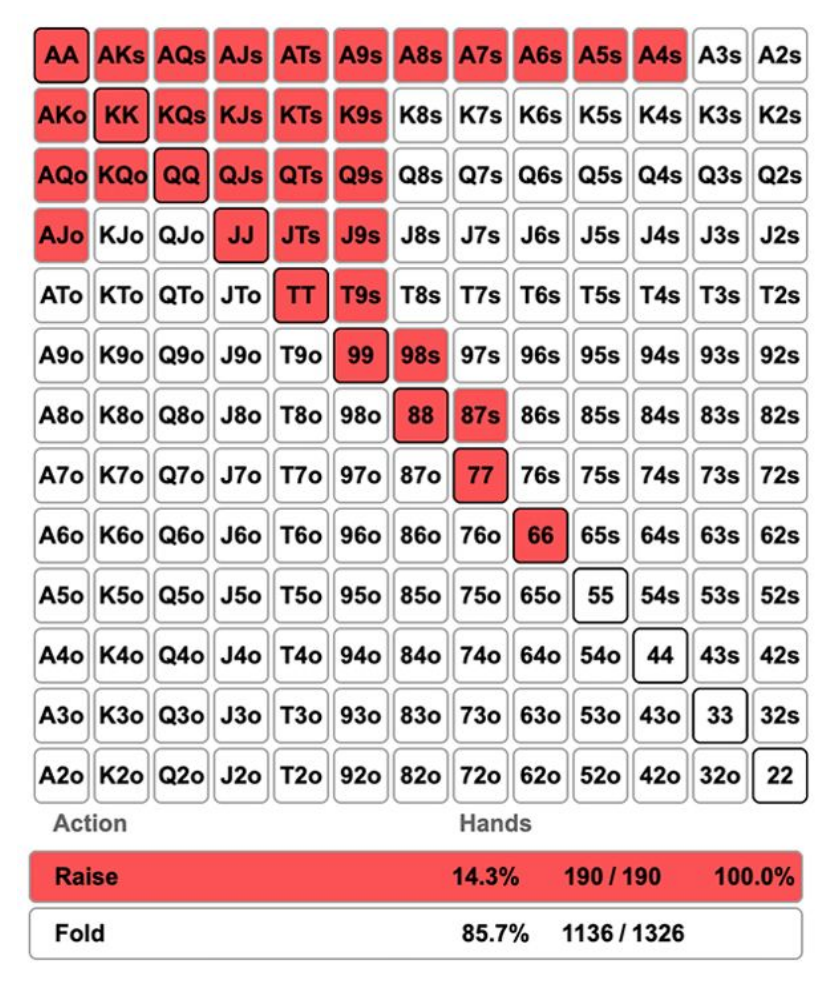 AA AKs AQs AJs ATs A9s A8s A7s A6s A5s A4s A3s A2s
AKo KK KQs KJs KTs K9s K8s K7s K6s K5s K4s K3s K2s
AQo KQo QQ QJs QTs Q9s Q8s Q7s Q6s Q5s Q4s Q3s Q2s
AJo KJo QJo JJ JTs J9s J8s J7s J6s J5s J4s J3s J2s
ATo KTo QTo JTo TT T9s T8s T7s T6s T5s T4s T3s T2s
A9o K9o Q9o J9o T9o 99 98s 97s 96s 95s 94s 93s 92s
A8o K8o Q8o J8o T8o 98o 88 87s 86s 85s 84s 83s 82s
A7o K7o Q7o J7o T7o 97o 87o 77 76s 75s 74s 73s 72s
A6o K6o Q6o J6o T6o 96o 86o 76o 66 65s 64s 63s 62s
A5o K5o Q5o J5o T5o 95o 85o 75o 65o 55 54s 53s 52s
A4o K4o Q4o J4o T4o 94o 84o 74o 64o 54o 44 43s 42s
A3o K3o Q3o J3o T3o 93o 83o 73o 63o 53o 43o 33 32s
A2o K2o Q2o J2o T2o 92o 82o 72o 62o 52o 42o 32o 22
Action Hands
Raise 14.3% 190 / 190 100.0%
Fold 85.7% 1136 / 1326